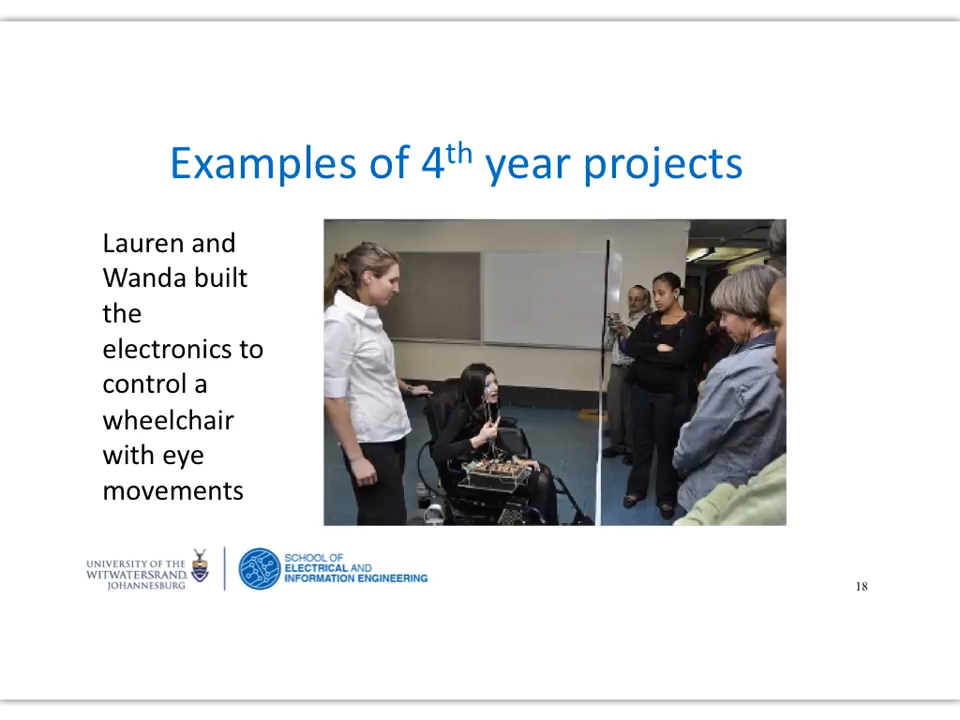 Examples of 4th year projects
Lauren and
Wanda built
the
electronics to
control a
wheelchair
with eye
movements
UNIVERSITY OF THE
WITWATERSRAND,
JOHANNESBURG
SCHOOL OF
ELECTRICAL AND
INFORMATION ENGINEERING
18